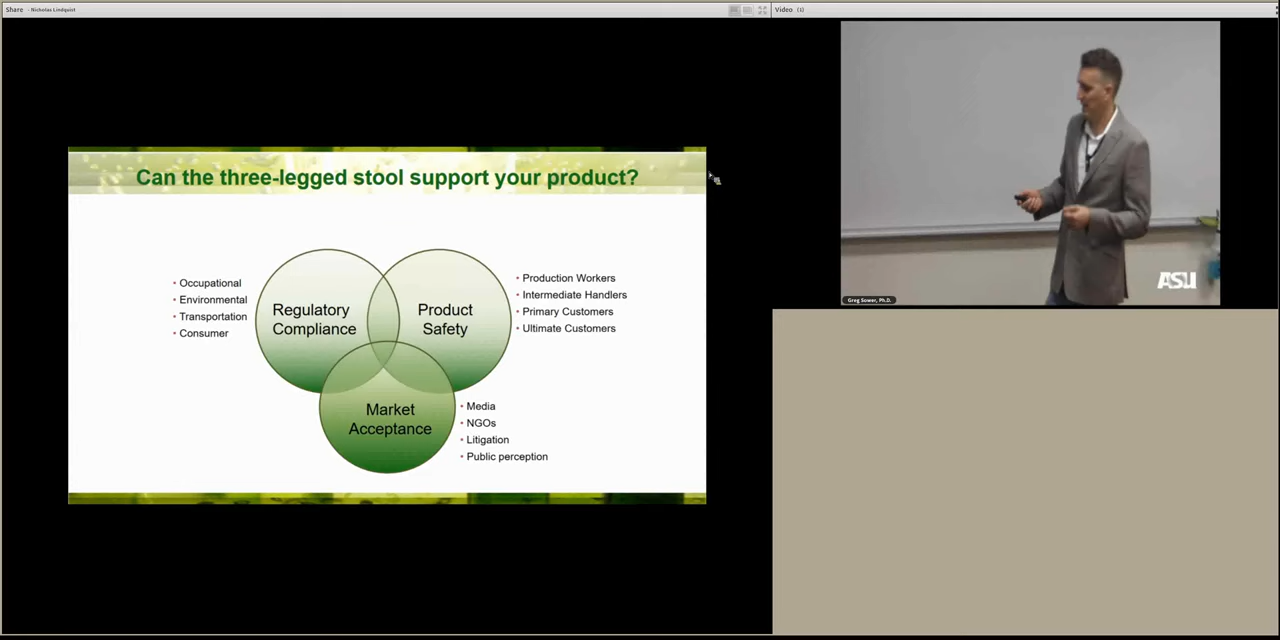 Share - Nicholas Lindquist
Video (1)
Can the three-legged stool support your product?
• Occupational
• Environmental
• Transportation
• Consumer
Regulatory
Compliance
Product
Safety
• Production Workers
• Intermediate Handlers
• Primary Customers
• Ultimate Customers
Market
Acceptance
• Media
• NGOs
• Litigation
• Public perception
ASU
Greg Sower, Ph.D.